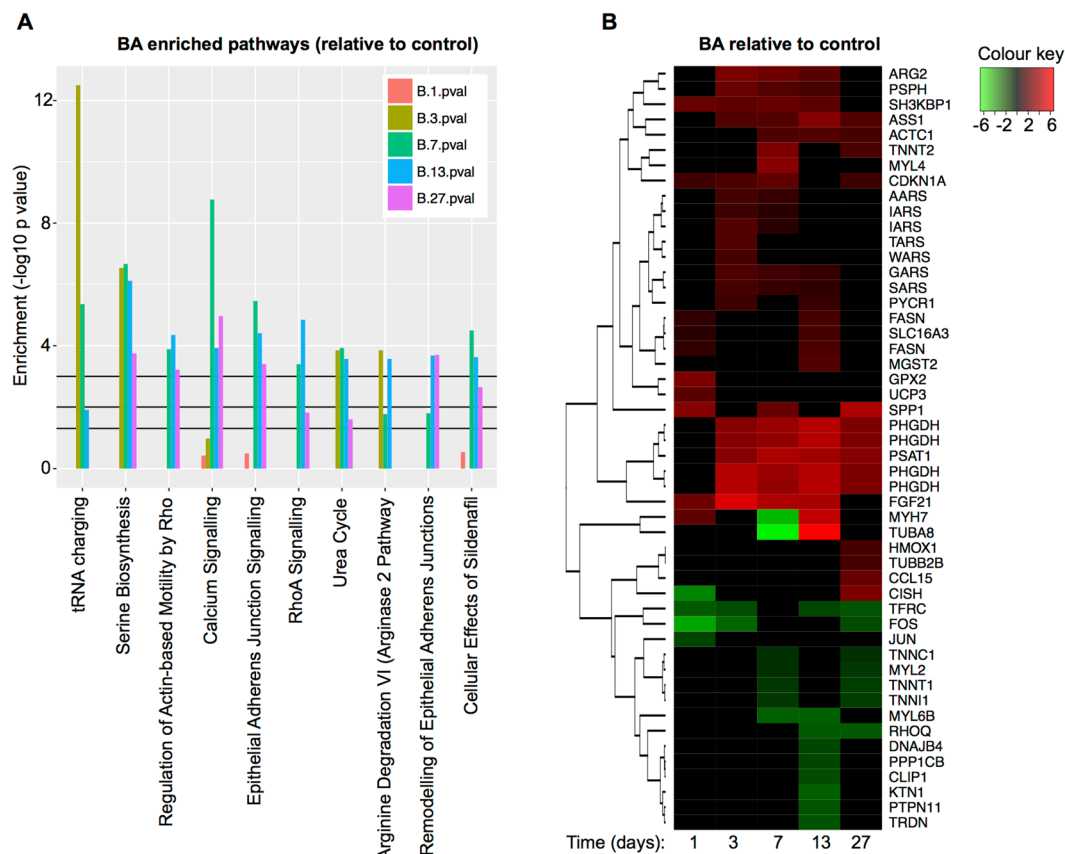 A
BA enriched pathways (relative to control)
Enrichment (-log10 p value)
12
8
4
0
B.1.pval
B.3.pval
B.7.pval
B.13.pval
B.27.pval
tRNA charging
Serine Biosynthesis
Regulation of Actin-based Motility by Rho
Calcium Signalling
Epithelial Adherens Junction Signalling
RhoA Signalling
Urea Cycle
Arginine Degradation VI (Arginase 2 Pathway)
Remodelling of Epithelial Adherens Junctions
Cellular Effects of Sildenafil
B
BA relative to control
Colour key
-6 -2 2 6
ARG2
PSPH
SH3KBP1
ASS1
ACTC1
TNNT2
MYL4
CDKN1A
AARS
IARS
IARS
TARS
WARS
GARS
SARS
PYCR1
FASN
SLC16A3
FASN
MGST2
GPX2
UCP3
SPP1
PHGDH
PHGDH
PSAT1
PHGDH
PHGDH
FGF21
MYH7
TUBA8
HMOX1
TUBB2B
CCL15
CISH
TFRC
FOS
JUN
TNNC1
MYL2
TNNT1
TNNI1
MYL6B
RHOQ
DNAJB4
PPP1CB
CLIP1
KTN1
PTPN11
TRDN
Time (days): 1 3 7 13 27